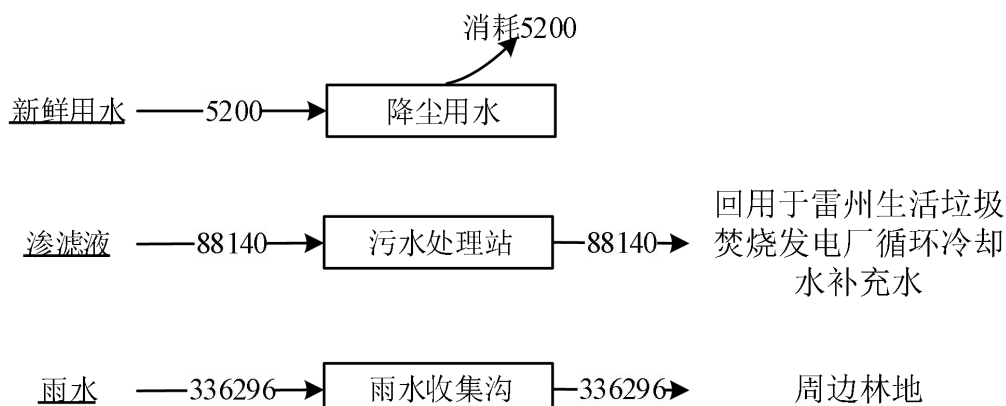 消耗5200
新鲜用水 5200 降尘用水
渗滤液 88140 污水处理站 88140
回用于雷州生活垃圾
焚烧发电厂循环冷却
水补充水
雨水 336296 雨水收集沟 336296 周边林地